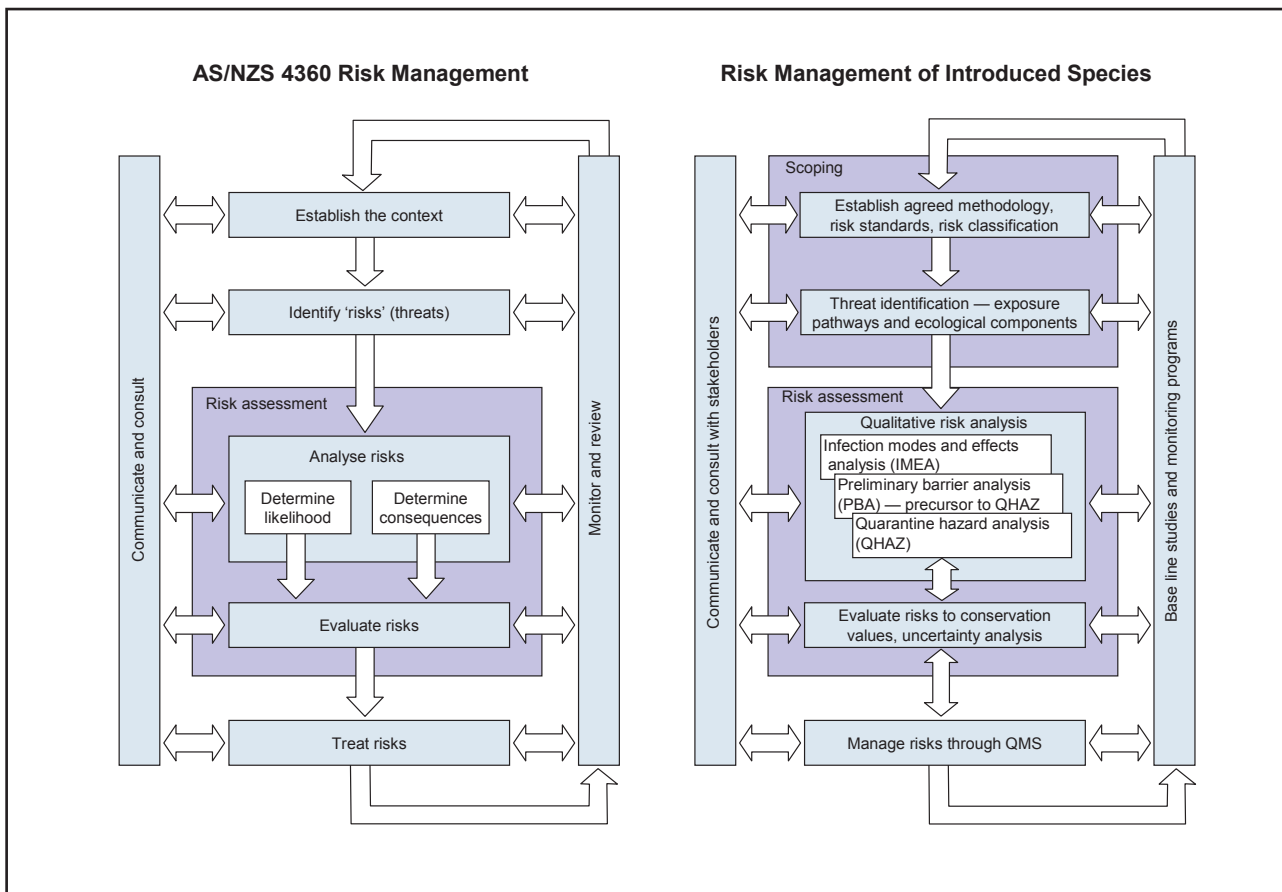 AS/NZS 4360 Risk Management
Communicate and consult
Establish the context
Identify ‘risks’ (threats)
Risk assessment
Analyse risks
Determine
likelihood
Determine
consequences
Evaluate risks
Treat risks
Monitor and review
Risk Management of Introduced Species
Communicate and consult with stakeholders
Scoping
Establish agreed methodology,
risk standards, risk classification
Threat identification — exposure
pathways and ecological components
Risk assessment
Qualitative risk analysis
Infection modes and effects
analysis (IMEA)
Preliminary barrier analysis
(PBA) — precursor to QHAZ
Quarantine hazard analysis
(QHAZ)
Evaluate risks to conservation
values, uncertainty analysis
Manage risks through QMS
Base line studies and monitoring programs